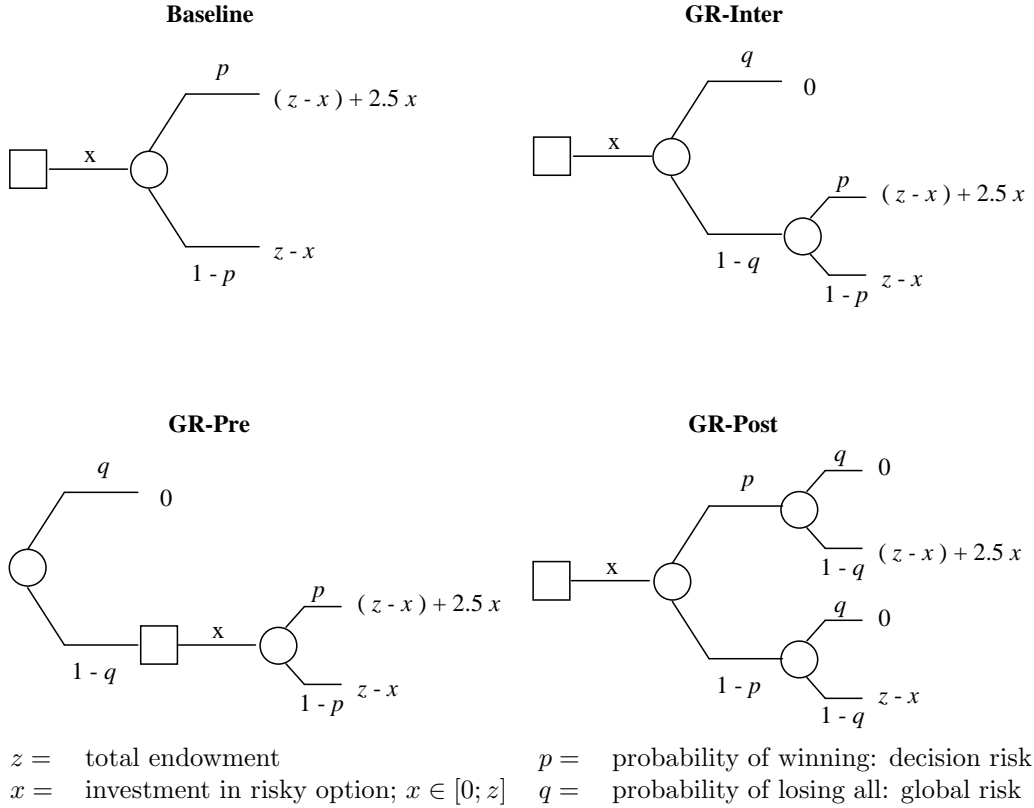 Baseline
p
( z - x ) + 2.5 x
x
z - x
1 - p
GR-Inter
q
0
x
p
( z - x ) + 2.5 x
1 - q
z - x
1 - p
GR-Pre
q
0
p
( z - x ) + 2.5 x
x
1 - q
z - x
1 - p
GR-Post
q
0
p
( z - x ) + 2.5 x
1 - q
x
q
0
1 - p
z - x
1 - q
z = total endowment
x = investment in risky option; x ∈ [0; z]
p = probability of winning: decision risk
q = probability of losing all: global risk